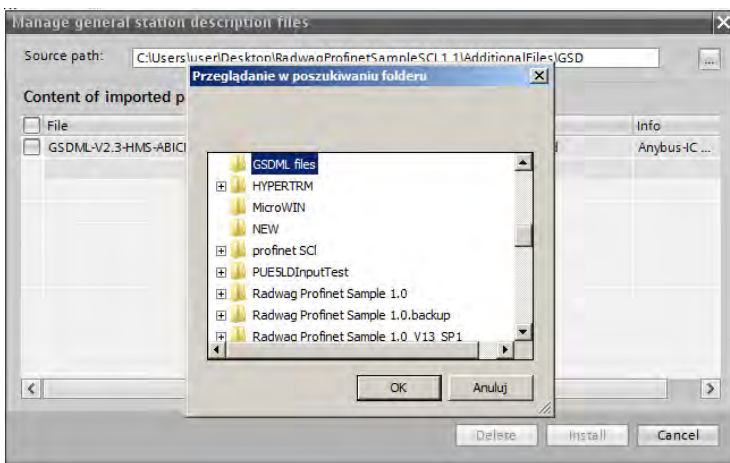 Manage general station description files
Source path: C:\Users\user\Desktop\RadwagProfinetSampleSCL1.1\AdditionalFiles\GSD ...
Przeglądanie w poszukiwaniu folderu
Content of imported p
File Info
GSDML-V2.3-HMS-ABICI Anybus-IC ...
GSDML files
HYPERTRM
MicroWIN
NEW
profinet SCl
PUE5LDInputTest
Radwag Profinet Sample 1.0
Radwag Profinet Sample 1.0.backup
Radwag Profinet Sample 1.0_V13_SP1
OK Anuluj
Delete Install Cancel